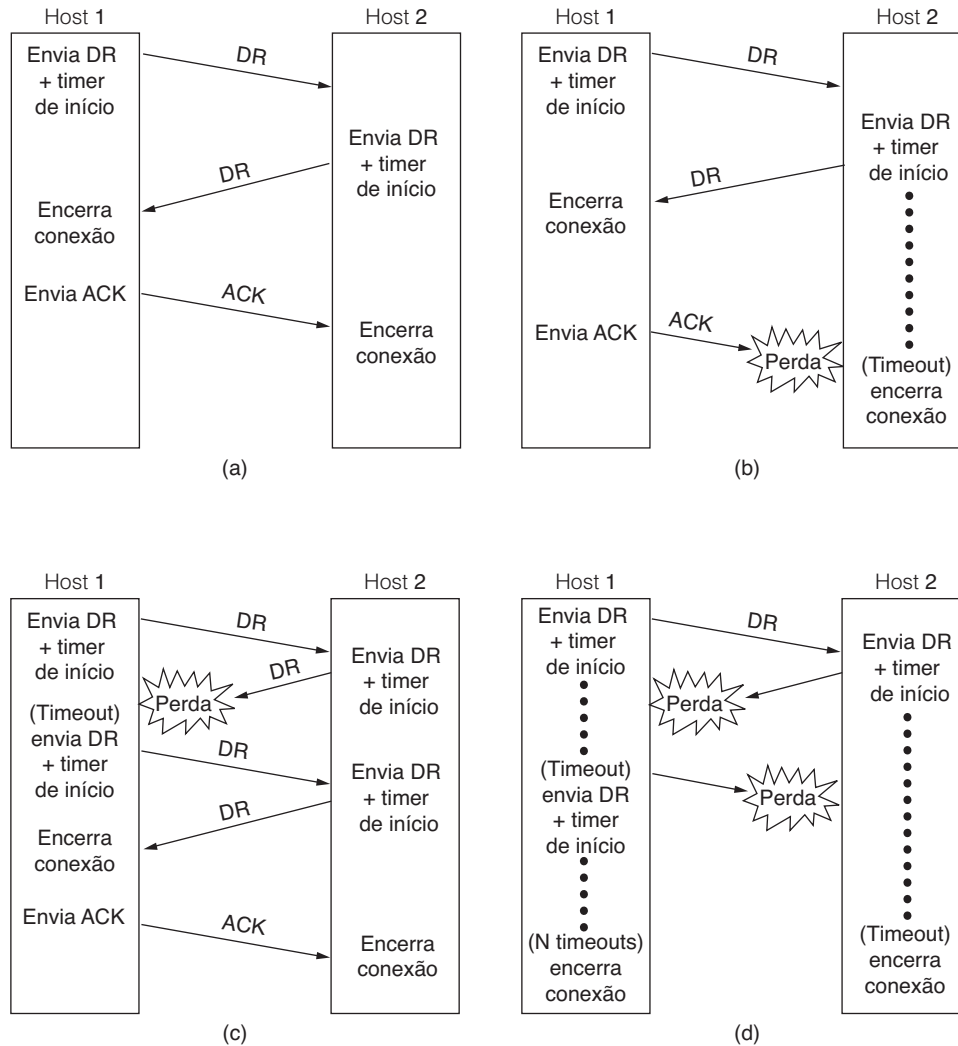 Host 1
Host 2
Envia DR
+ timer
de início
DR
Envia DR
+ timer
de início
DR
Encerra
conexão
Envia ACK
ACK
Encerra
conexão
(a)
Host 1
Host 2
Envia DR
+ timer
de início
DR
Envia DR
+ timer
de início
DR
Encerra
conexão
Envia ACK
ACK
Perda
(Timeout)
encerra
conexão
(b)
Host 1
Host 2
Envia DR
+ timer
de início
DR
Envia DR
+ timer
de início
DR
Perda
(Timeout)
envia DR
+ timer
de início
DR
Envia DR
+ timer
de início
DR
Encerra
conexão
Envia ACK
ACK
Encerra
conexão
(c)
Host 1
Host 2
Envia DR
+ timer
de início
DR
Envia DR
+ timer
de início
Perda
(Timeout)
envia DR
+ timer
de início
Perda
(N timeouts)
encerra
conexão
(Timeout)
encerra
conexão
(d)